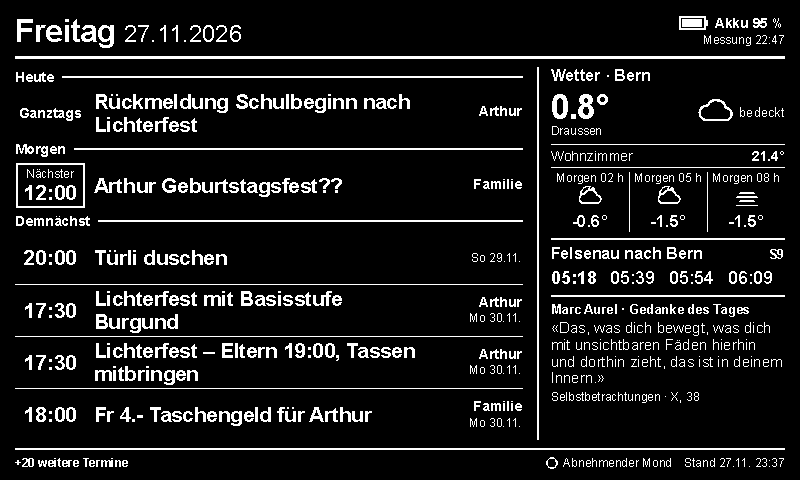 Freitag 27.11.2026
Akku 95 %
Messung 22:47
Heute
Ganztags
Rückmeldung Schulbeginn nach
Lichterfest
Arthur
Morgen
Nächster
12:00
Arthur Geburtstagsfest??
Familie
Demnächst
20:00 Türli duschen So 29.11.
17:30
Lichterfest mit Basisstufe
Burgund
Arthur
Mo 30.11.
17:30
Lichterfest – Eltern 19:00, Tassen
mitbringen
Arthur
Mo 30.11.
18:00 Fr 4.- Taschengeld für Arthur
Familie
Mo 30.11.
+20 weitere Termine
Wetter · Bern
0.8°
Draussen
bedeckt
Wohnzimmer 21.4°
Morgen 02 h Morgen 05 h Morgen 08 h
-0.6° -1.5° -1.5°
Felsenau nach Bern S9
05:18 05:39 05:54 06:09
Marc Aurel · Gedanke des Tages
«Das, was dich bewegt, was dich
mit unsichtbaren Fäden hierhin
und dorthin zieht, das ist in deinem
Innern.»
Selbstbetrachtungen · X, 38
Abnehmender Mond Stand 27.11. 23:37